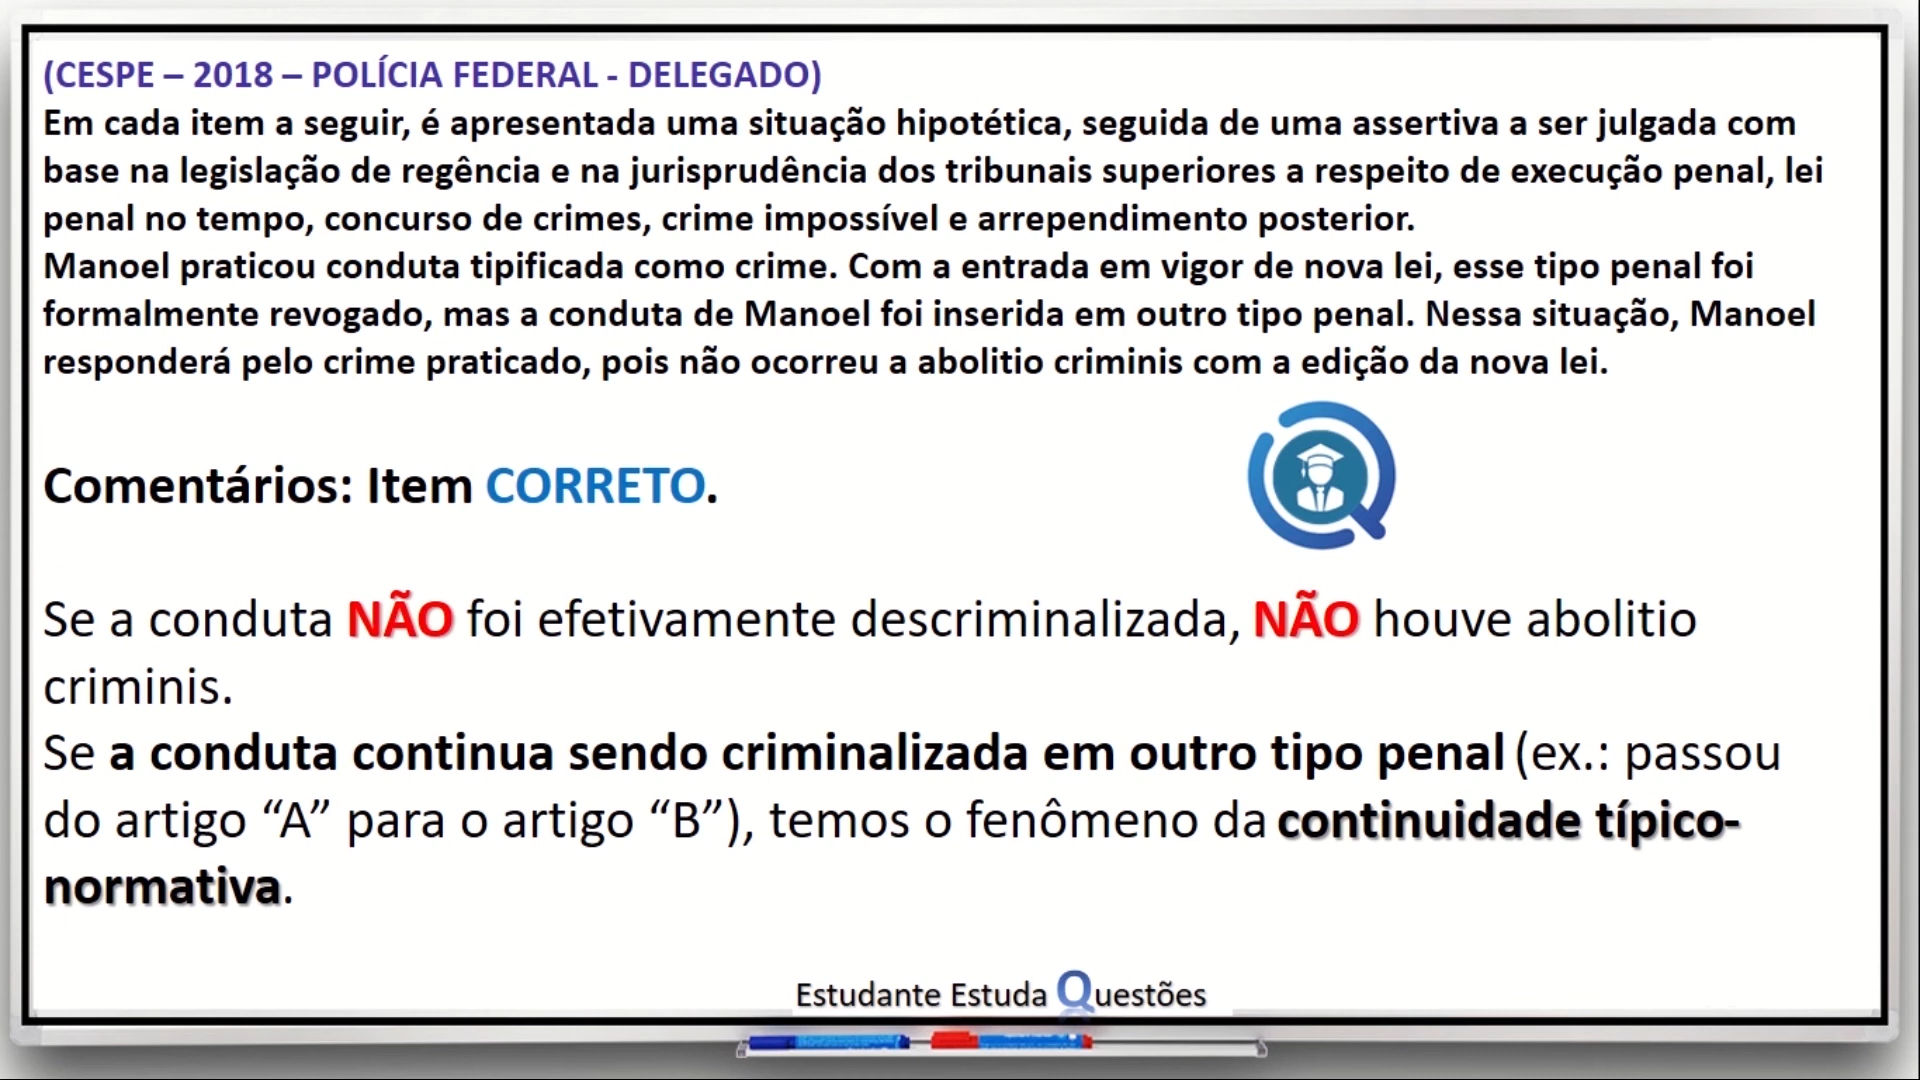 (CESPE – 2018 – POLÍCIA FEDERAL - DELEGADO)
Em cada item a seguir, é apresentada uma situação hipotética, seguida de uma assertiva a ser julgada com
base na legislação de regência e na jurisprudência dos tribunais superiores a respeito de execução penal, lei
penal no tempo, concurso de crimes, crime impossível e arrependimento posterior.
Manoel praticou conduta tipificada como crime. Com a entrada em vigor de nova lei, esse tipo penal foi
formalmente revogado, mas a conduta de Manoel foi inserida em outro tipo penal. Nessa situação, Manoel
responderá pelo crime praticado, pois não ocorreu a abolitio criminis com a edição da nova lei.
Comentários: Item CORRETO.
Se a conduta NÃO foi efetivamente descriminalizada, NÃO houve abolitio
criminis.
Se a conduta continua sendo criminalizada em outro tipo penal (ex.: passou
do artigo “A” para o artigo “B”), temos o fenômeno da continuidade típico-
normativa.
Estudante Estuda Questões